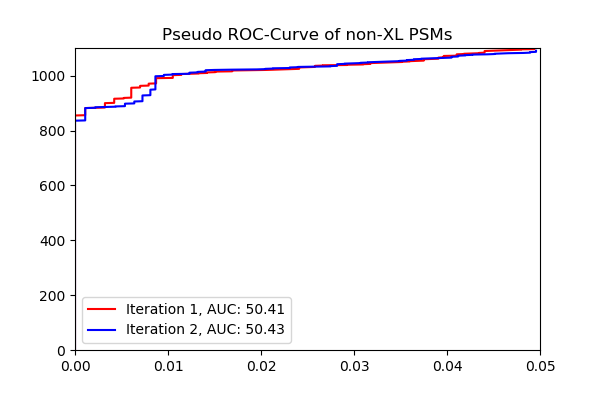 Pseudo ROC-Curve of non-XL PSMs
1000
800
600
400
200
0
Iteration 1, AUC: 50.41
Iteration 2, AUC: 50.43
0.00 0.01 0.02 0.03 0.04 0.05